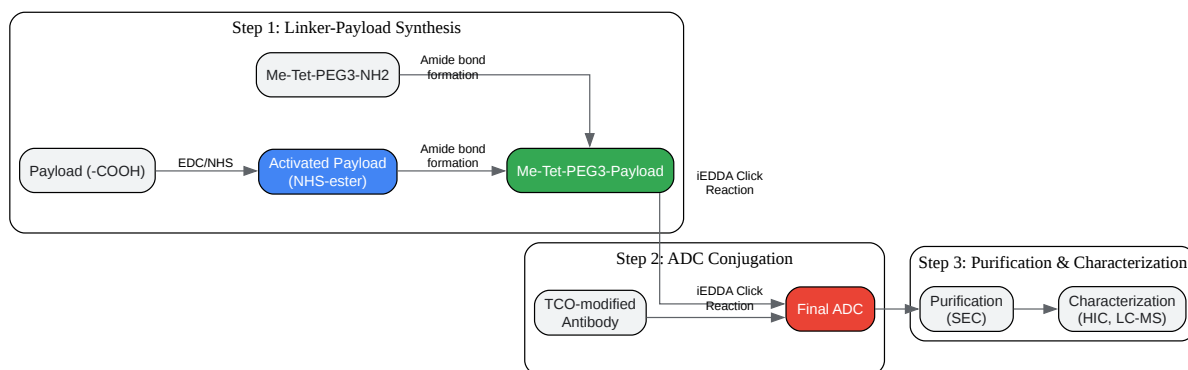 Step 1: Linker-Payload Synthesis
Me-Tet-PEG3-NH2
Amide bond
formation
Payload (-COOH)
EDC/NHS
Activated Payload
(NHS-ester)
Amide bond
formation
Me-Tet-PEG3-Payload
iEDDA Click
Reaction
Step 2: ADC Conjugation
TCO-modified
Antibody
iEDDA Click
Reaction
Final ADC
Step 3: Purification & Characterization
Purification
(SEC)
Characterization
(HIC, LC-MS)